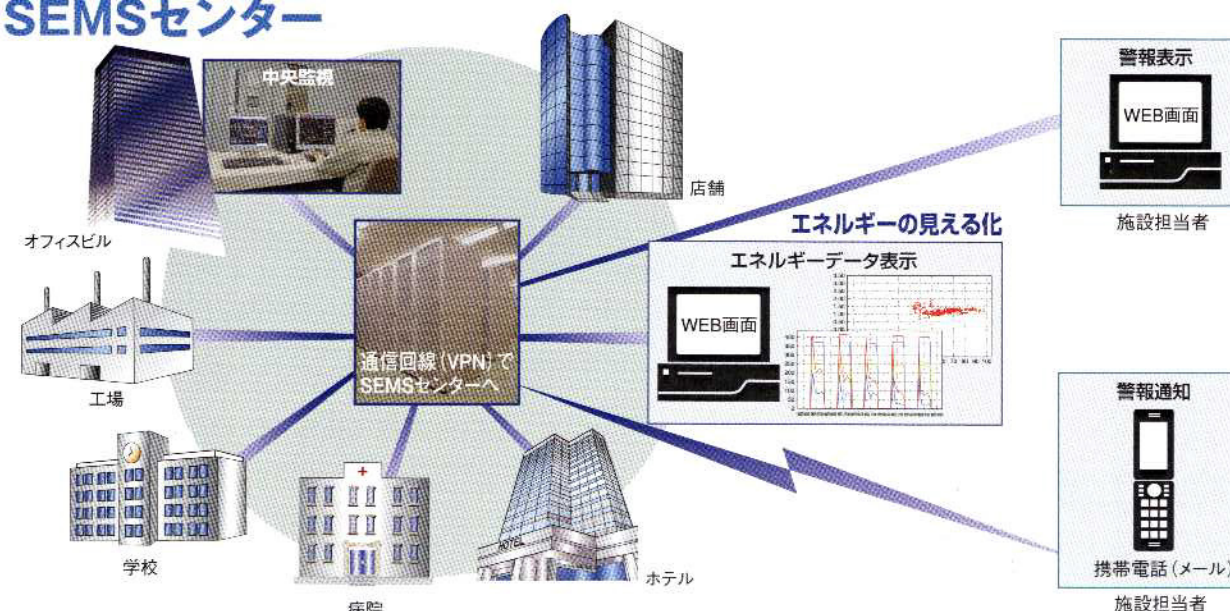 SEMSセンター
中央監視
オフィスビル
店舗
工場
通信回線(VPN)で
SEMSセンターへ
学校
病院
HOTEL
ホテル
エネルギーの見える化
エネルギーデータ表示
WEB画面
警報表示
WEB画面
施設担当者
警報通知
携帯電話(メール)
施設担当者